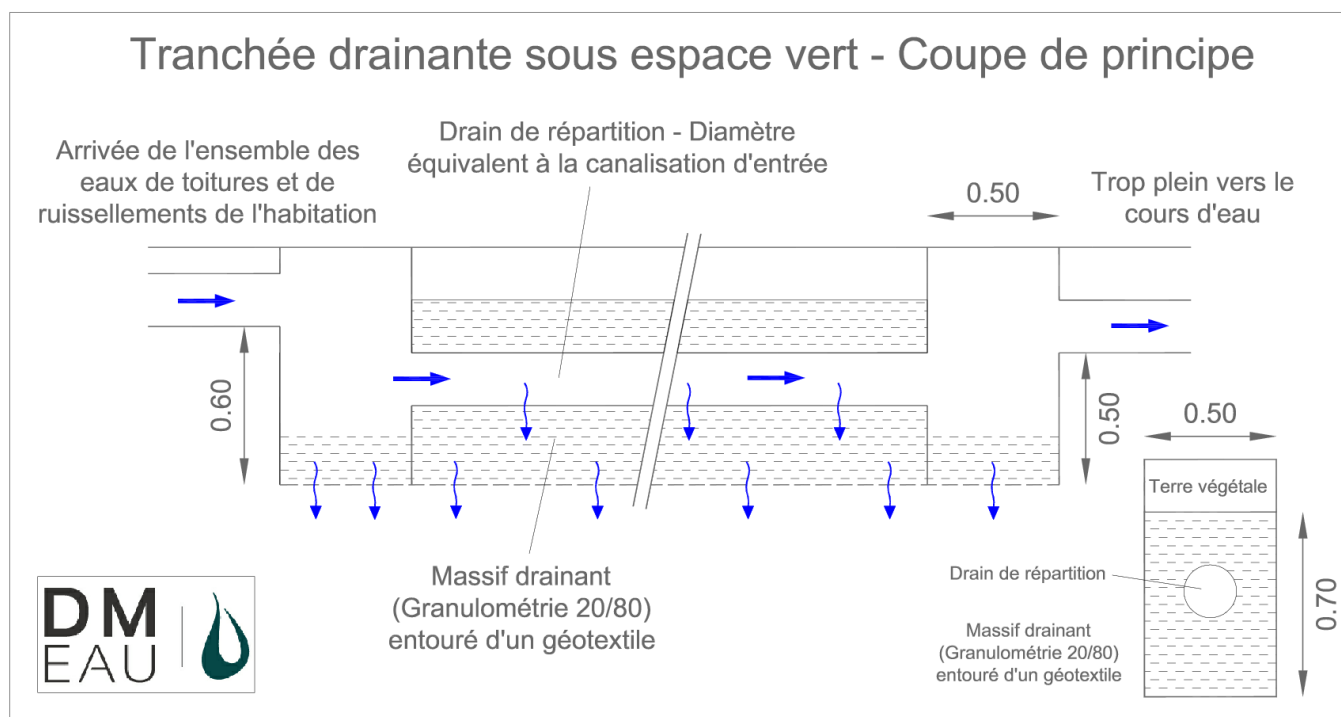 Tranchée drainante sous espace vert - Coupe de principe
Arrivée de l'ensemble des
eaux de toitures et de
ruissellements de l'habitation
Drain de répartition - Diamètre
équivalent à la canalisation d'entrée
0.50
Trop plein vers le
cours d'eau
0.60
0.50
0.50
Terre végétale
Drain de répartition
0.70
Massif drainant
(Granulométrie 20/80)
entouré d'un géotextile
Massif drainant
(Granulométrie 20/80)
entouré d'un géotextile
DM
EAU